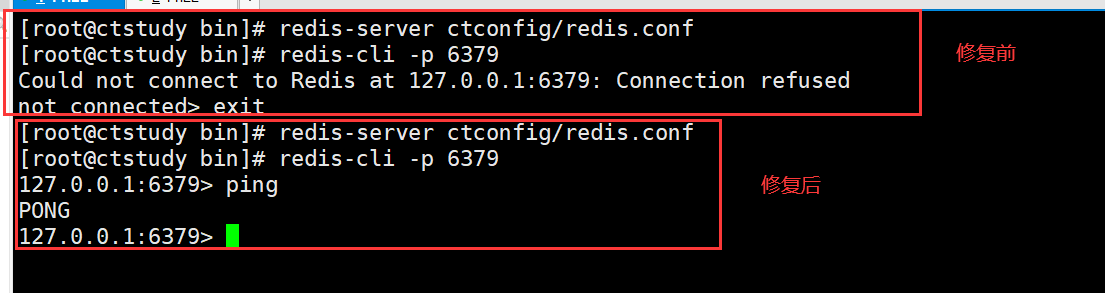 [root@ctstudy bin]# redis-server ctconfig/redis.conf
[root@ctstudy bin]# redis-cli -p 6379
修复前
Could not connect to Redis at 127.0.0.1:6379: Connection refused
not connected> exit
[root@ctstudy bin]# redis-server ctconfig/redis.conf
[root@ctstudy bin]# redis-cli -p 6379
127.0.0.1:6379> ping
修复后
PONG
127.0.0.1:6379>